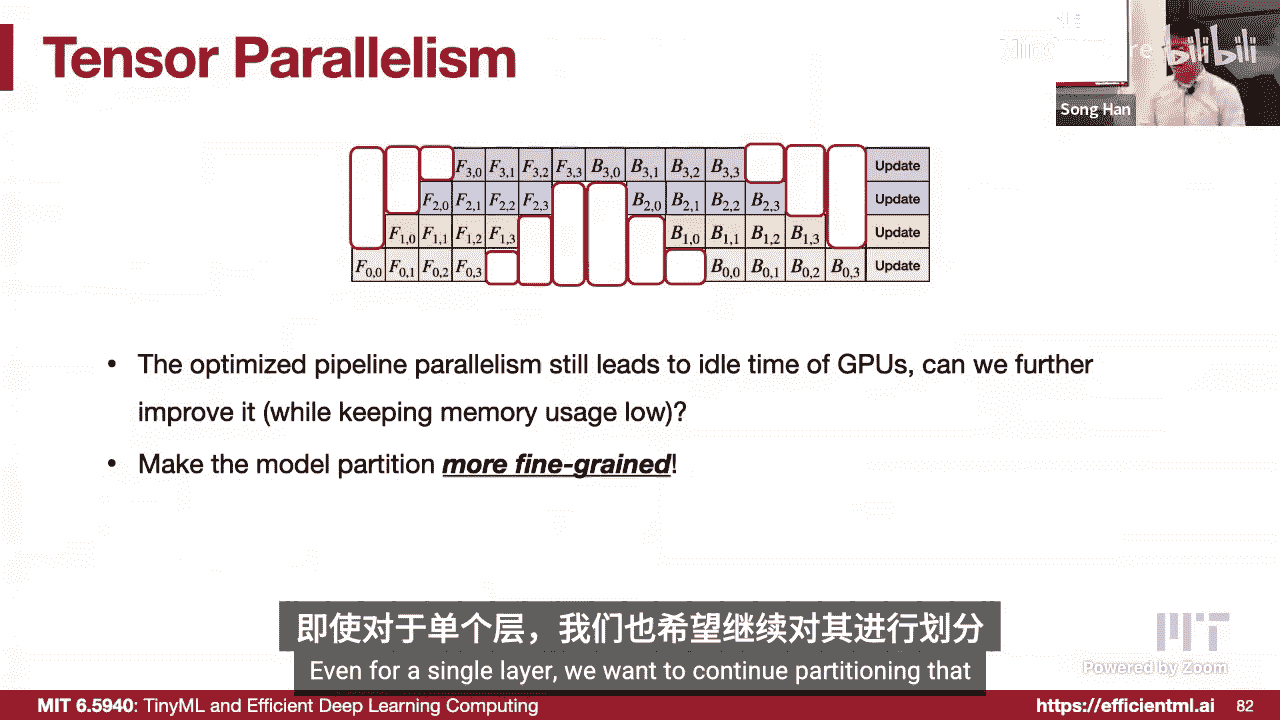 Tensor Parallelism
bilibili
Song Han
F3,0 F3,1 F3,2 F3,3 B3,0 B3,1 B3,2 B3,3 Update
F2,0 F2,1 F2,2 F2,3 B2,0 B2,1 B2,2 B2,3 Update
F1,0 F1,1 F1,2 F1,3 B1,0 B1,1 B1,2 B1,3 Update
F0,0 F0,1 F0,2 F0,3 B0,0 B0,1 B0,2 B0,3 Update
• The optimized pipeline parallelism still leads to idle time of GPUs, can we further
improve it (while keeping memory usage low)?
• Make the model partition more fine-grained!
即使对于单个层，我们也希望继续对其进行划分
Even for a single layer, we want to continue partitioning that
Powered by Zoom
MIT 6.5940: TinyML and Efficient Deep Learning Computing
https://efficientml.ai 82